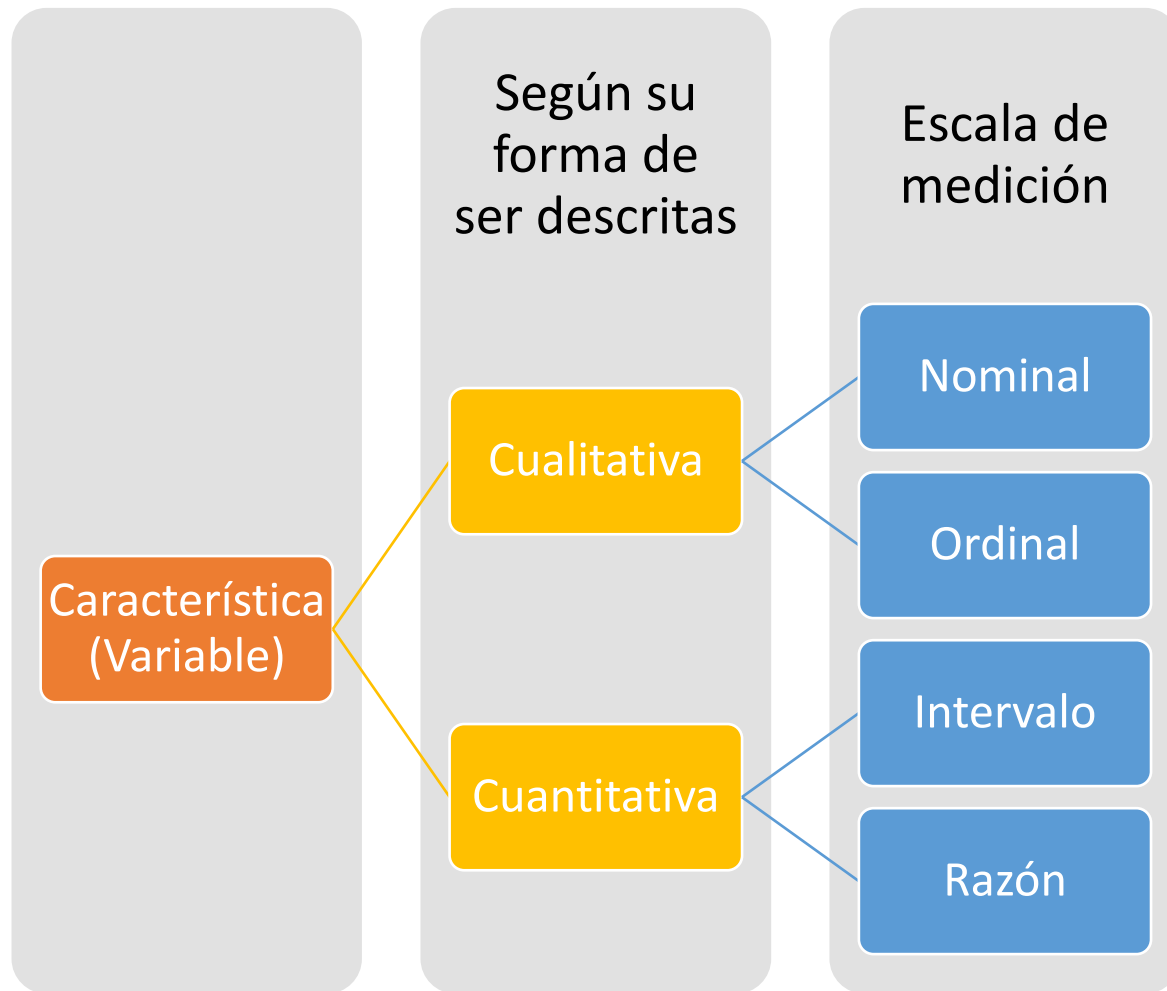 Según su
forma de
ser descritas
Escala de
medición
Característica
(Variable)
Cualitativa
Cuantitativa
Nominal
Ordinal
Intervalo
Razón